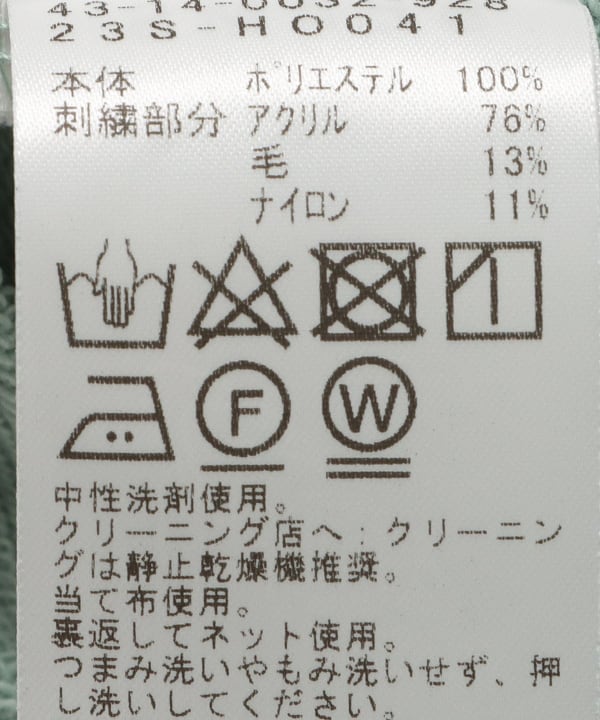 23S-H0041
本体 ポリエステル 100%
刺繍部分 アクリル 76%
毛 13%
ナイロン 11%
F
W
中性洗剤使用。
クリーニング店へ:クリーニン
グは静止乾燥機推奨。
当て布使用。
裏返してネット使用。
つまみ洗いやもみ洗いせず、押
し洗いしてください。